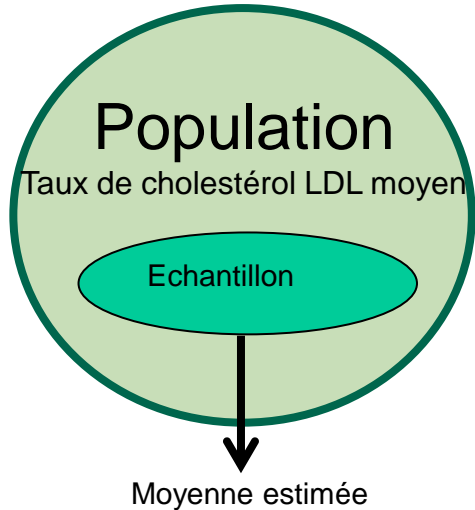 Population
Taux de cholestérol LDL moyen
Echantillon
Moyenne estimée